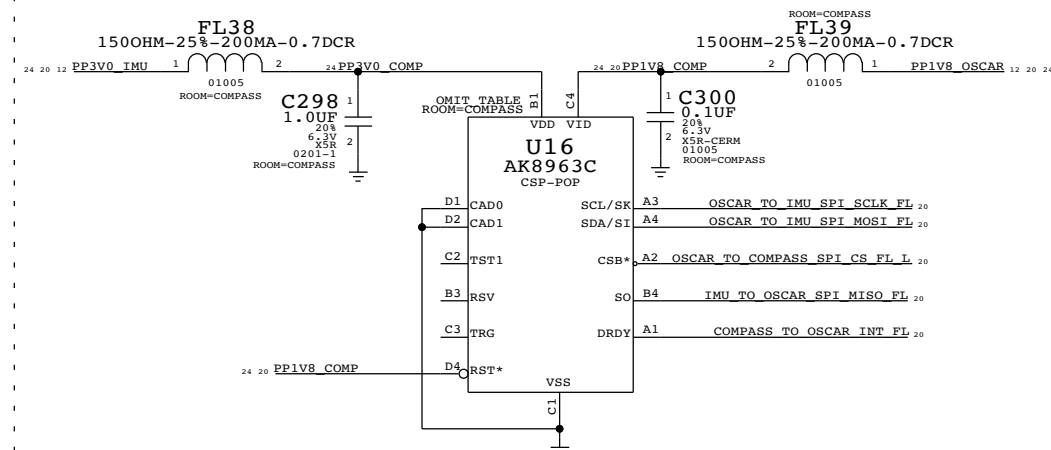 ROOM=COMPASS
FL38
150OHM-25%-200MA-0.7DCR
FL39
150OHM-25%-200MA-0.7DCR
24 20 12 PP3V0_IMU
1
2
24 PP3V0_COMP
24 20 PP1V8_COMP
2
1
PP1V8_OSCAR 12 20 24
01005
ROOM=COMPASS
01005
C298
1.0UF
20%
6.3V
X5R
0201-1
ROOM=COMPASS
1
2
OMIT_TABLE
ROOM=COMPASS
B1
C4
VDD
VID
1
2
C300
0.1UF
20%
6.3V
X5R-CERM
01005
ROOM=COMPASS
U16
AK8963C
CSP-POP
D1 CAD0
SCL/SK A3 OSCAR_TO_IMU_SPI_SCLK_FL 20
D2 CAD1
SDA/SI A4 OSCAR_TO_IMU_SPI_MOSI_FL 20
C2 TST1
CSB* A2 OSCAR_TO_COMPASS_SPI_CS_FL_L 20
B3 RSV
SO B4 IMU_TO_OSCAR_SPI_MISO_FL 20
C3 TRG
DRDY A1 COMPASS_TO_OSCAR_INT_FL 20
24 20 PP1V8_COMP
D4 RST*
VSS
C1